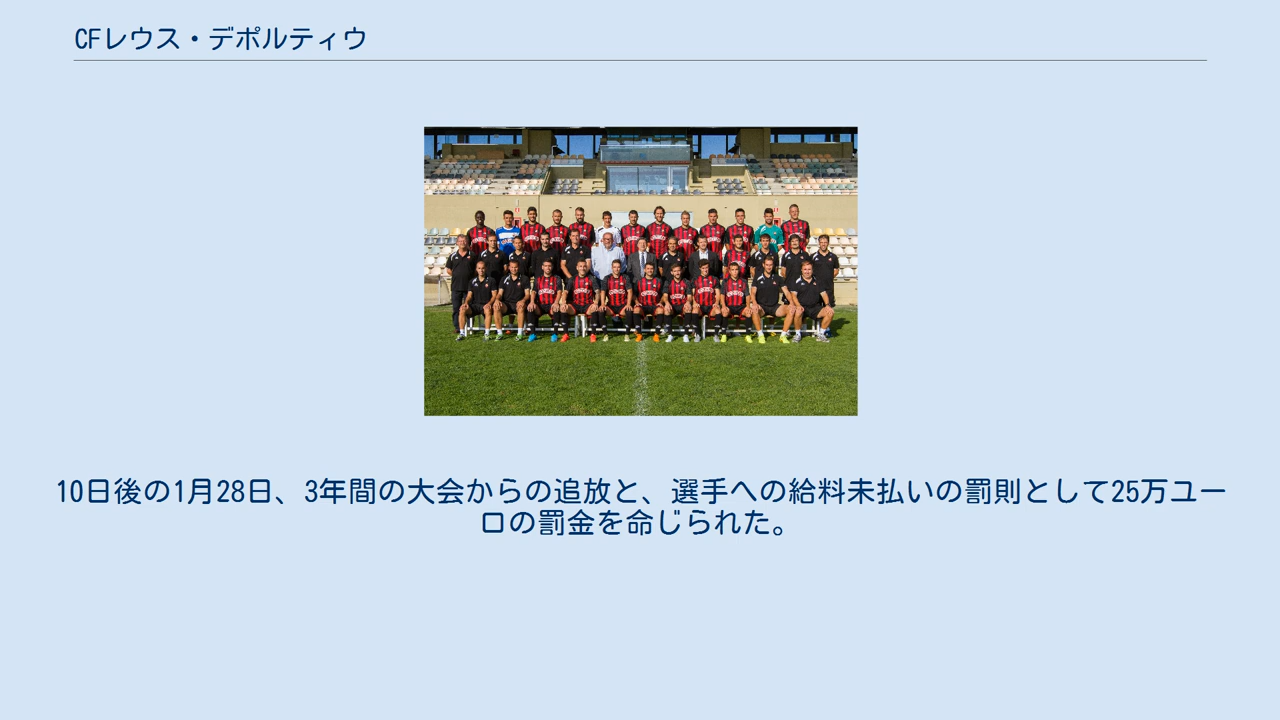 CFレウス・デポルティウ
10日後の1月28日、3年間の大会からの追放と、選手への給料未払いの罰則として25万ユー
ロの罰金を命じられた。